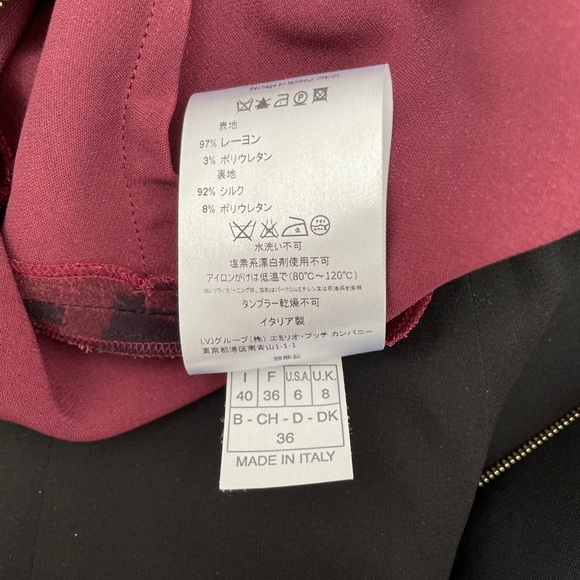 Séchage en tambour interdit
表地
97% レーヨン
3% ポリウレタン
裏地
92% シルク
8% ポリウレタン
水洗い不可
塩素系漂白剤使用不可
アイロンがけは低温で(80℃〜120℃)
タンブラー乾燥不可
イタリア製
LVJグループ(株) エミリオ・プッチ カンパニー
東京都港区南青山1-1-1
I F U.S.A. U.K.
40 36 6 8
B - CH - D - DK
36
MADE IN ITALY